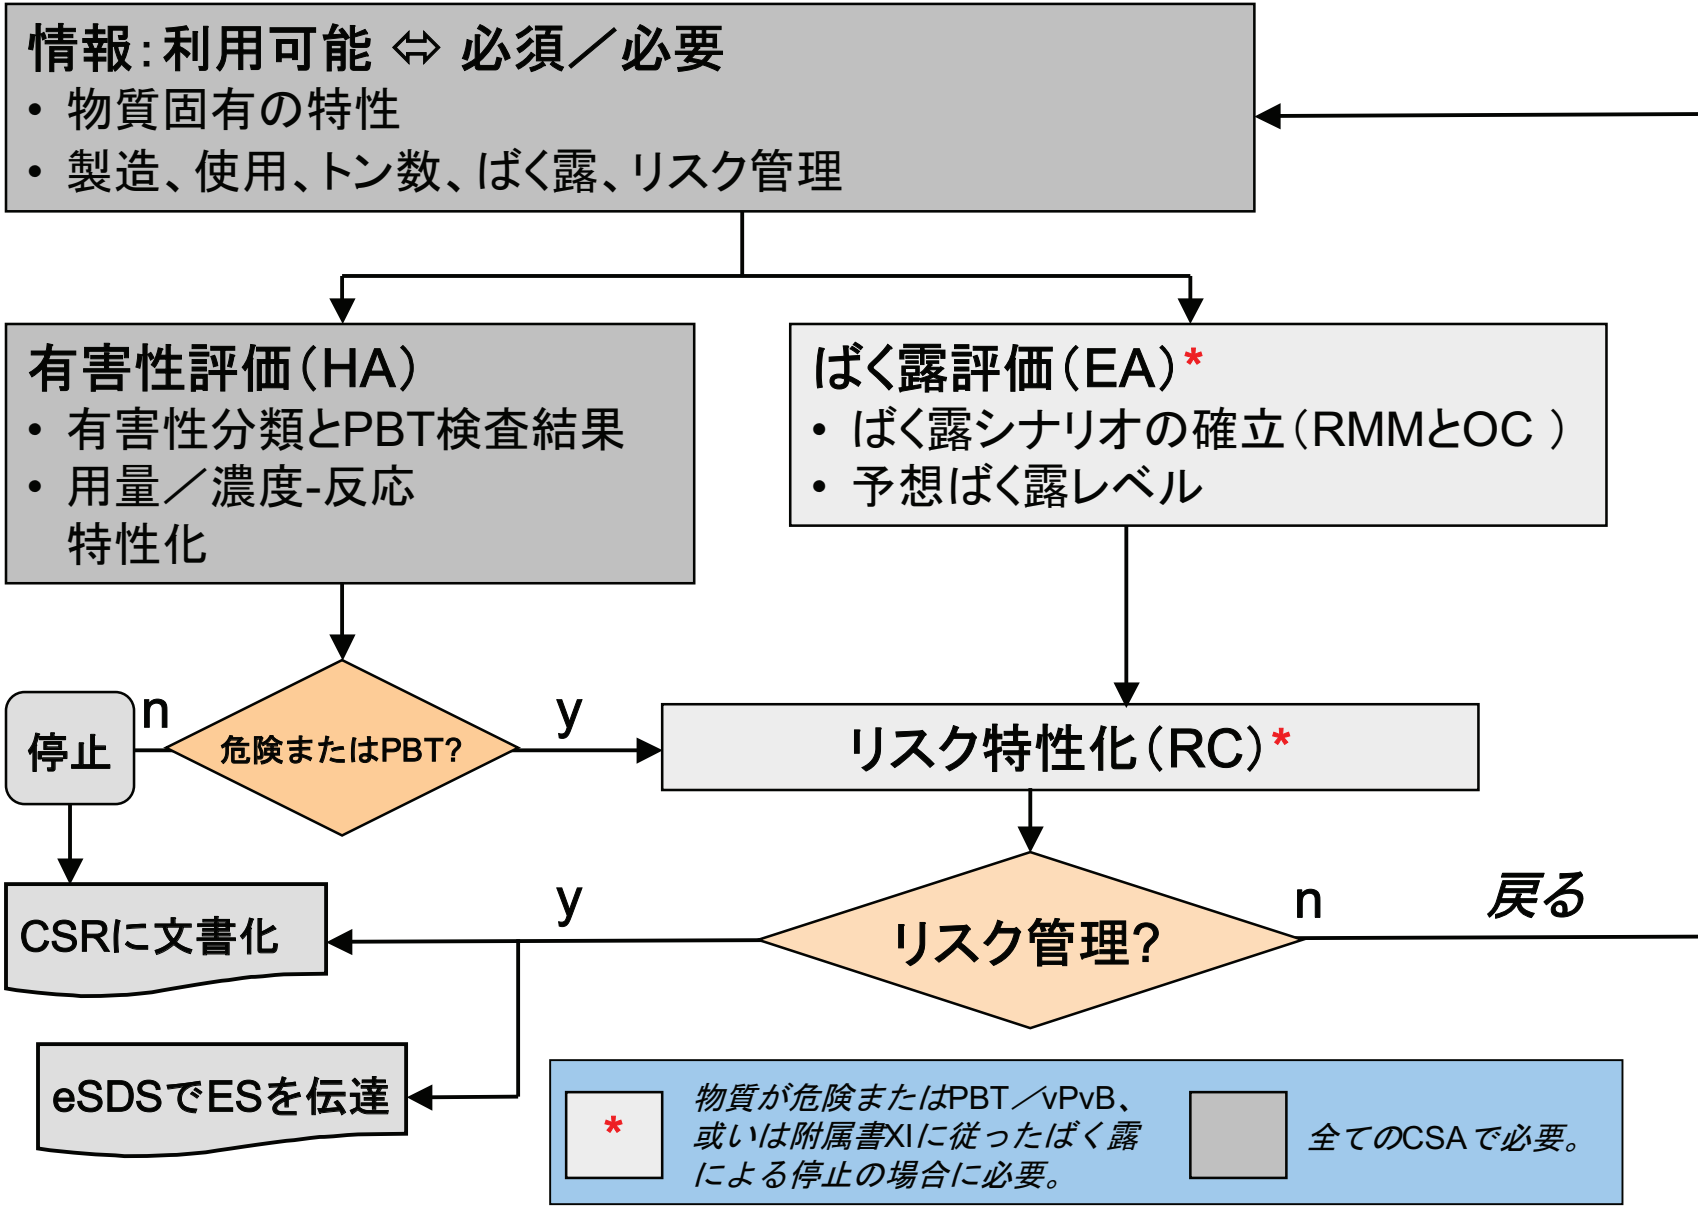 情報：利用可能 ⇔ 必須／必要
• 物質固有の特性
• 製造、使用、トン数、ばく露、リスク管理
有害性評価（HA）
• 有害性分類とPBT検査結果
• 用量／濃度-反応
特性化
ばく露評価（EA）*
• ばく露シナリオの確立（RMMとOC ）
• 予想ばく露レベル
停止
n
危険またはPBT?
y
リスク特性化（RC）*
CSRに文書化
y
リスク管理?
n
戻る
eSDSでESを伝達
*
物質が危険またはPBT／vPvB、
或いは附属書XIに従ったばく露
による停止の場合に必要。
全てのCSAで必要。